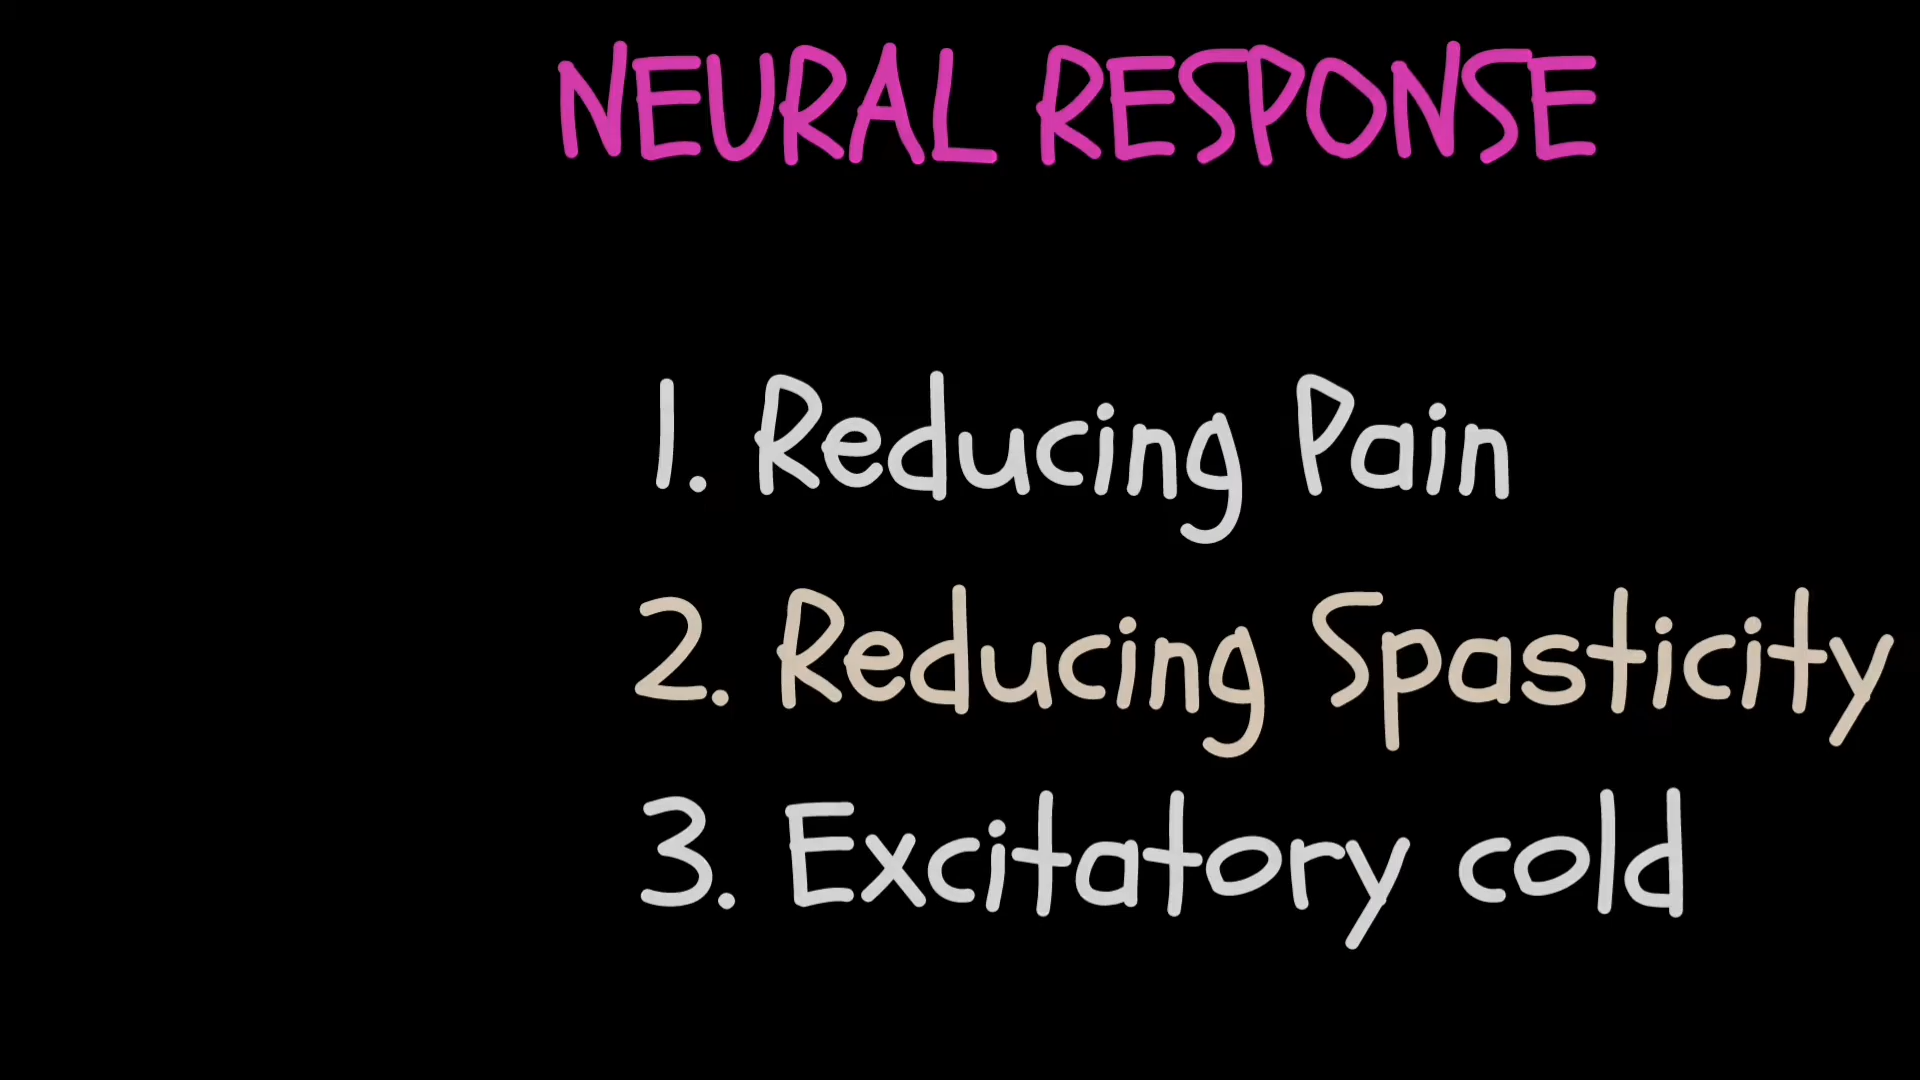 NEURAL RESPONSE
1. Reducing Pain
2. Reducing Spasticity
3. Excitatory cold